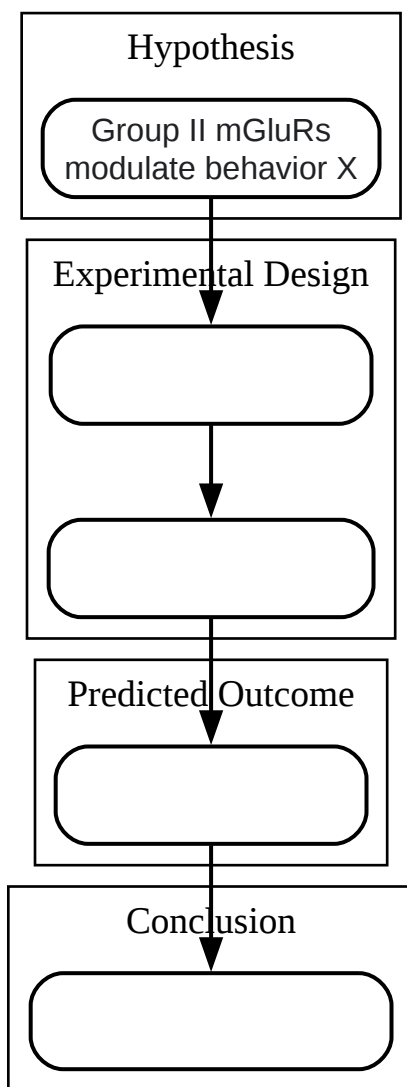 Hypothesis
Group II mGluRs
modulate behavior X
Experimental Design
Predicted Outcome
Conclusion